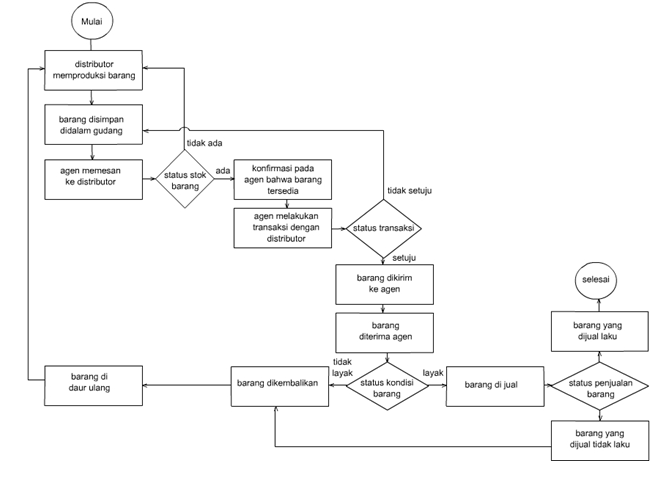 Mulai
distributor
memproduksi barang
barang disimpan
didalam gudang
tidak ada
agen memesan
ke distributor
status stok
barang
ada
konfirmasi pada
agen bahwa barang
tersedia
tidak setuju
agen melakukan
transaksi dengan
distributor
status transaksi
setuju
barang dikirim
ke agen
barang
diterima agen
selesai
barang yang
dijual laku
barang di
daur ulang
barang dikembalikan
tidak
layak
status kondisi
barang
layak
barang di jual
status penjualan
barang
barang yang
dijual tidak laku